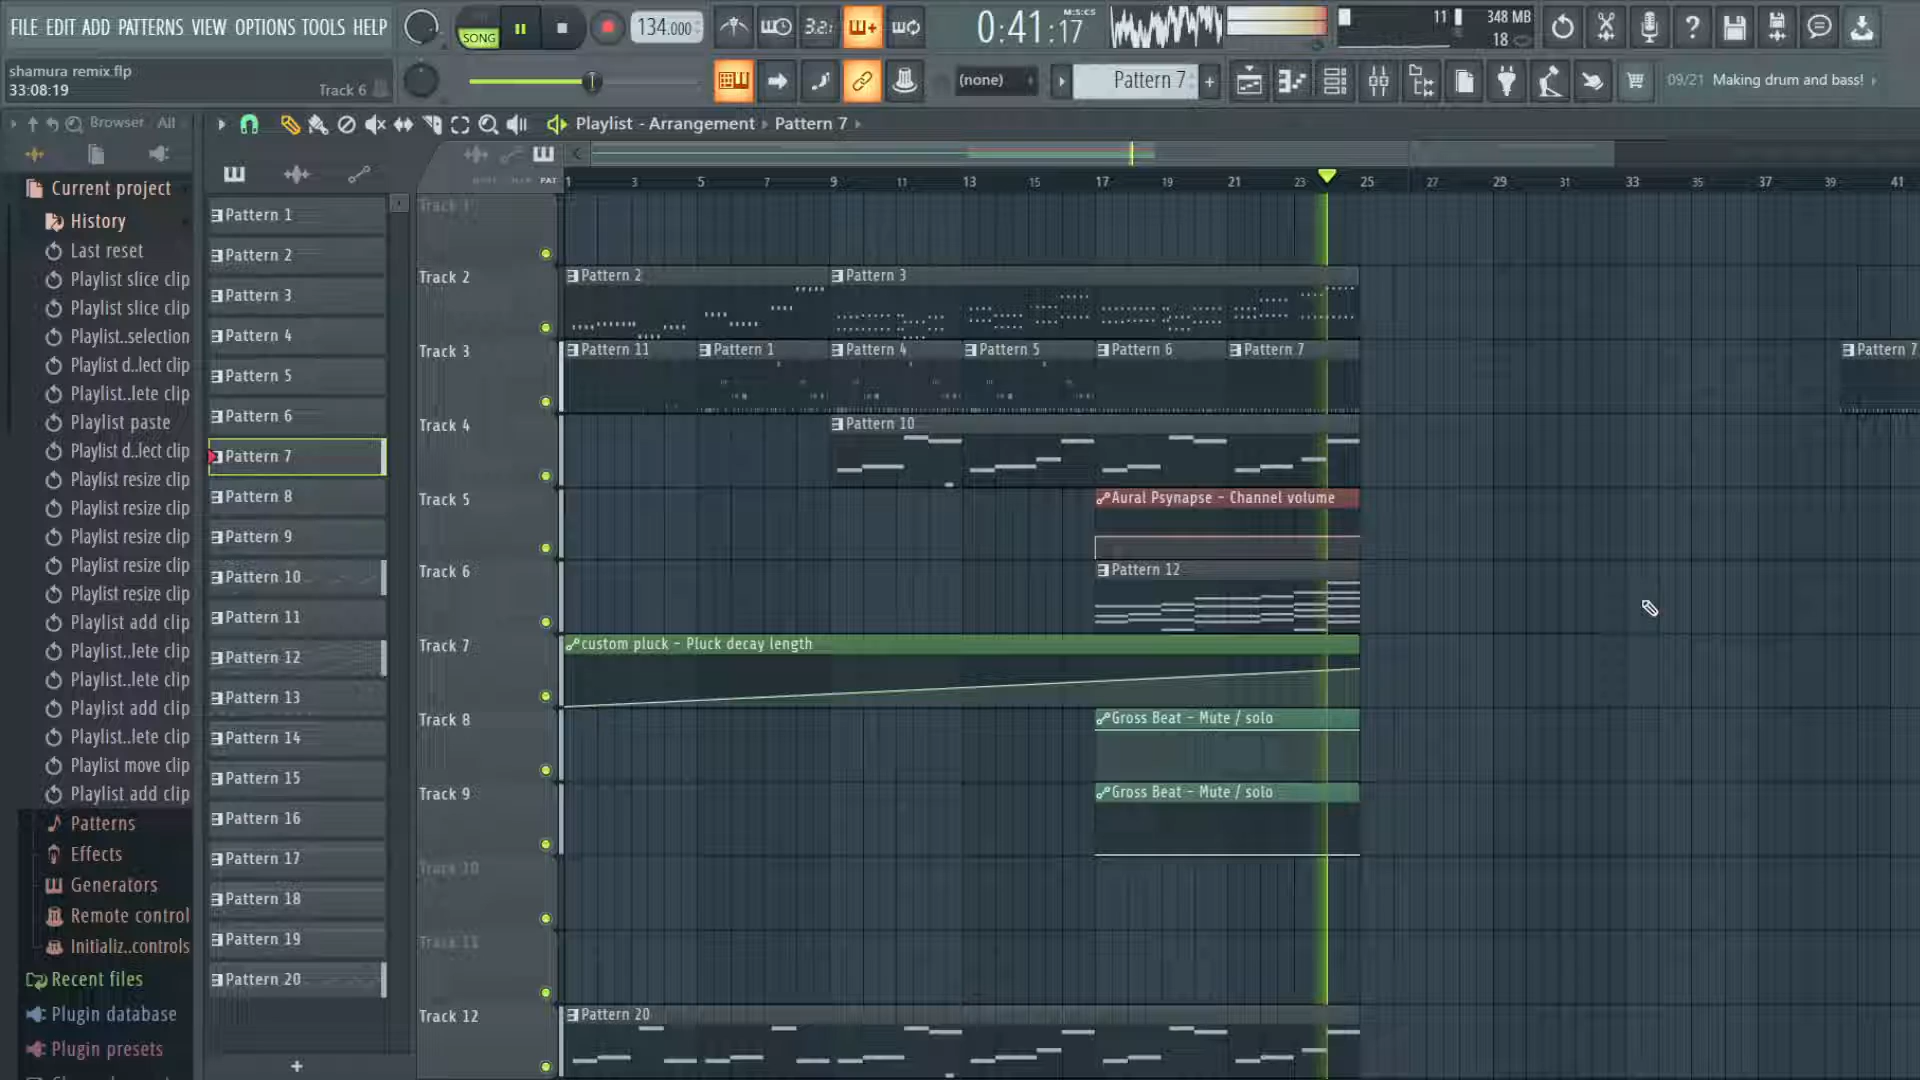 FILE EDIT ADD PATTERNS VIEW OPTIONS TOOLS HELP
SONG
134.000
3.2:
0:41:17
M:S:CS
11
348 MB
18
shamura remix.flp
33:08:19
Track 6
(none)
Pattern 7
+
09/21 Making drum and bass!
Browser All
Playlist - Arrangement
Pattern 7
PAT
1 3 5 7 9 11 13 15 17 19 21 23 25 27 29 31 33 35 37 39 41
Current project
History
Last reset
Playlist slice clip
Playlist slice clip
Playlist..selection
Playlist d..lect clip
Playlist..lete clip
Playlist paste
Playlist d..lect clip
Playlist resize clip
Playlist resize clip
Playlist resize clip
Playlist resize clip
Playlist resize clip
Playlist add clip
Playlist..lete clip
Playlist..lete clip
Playlist add clip
Playlist..lete clip
Playlist move clip
Playlist add clip
Patterns
Effects
Generators
Remote control
Initializ..controls
Recent files
Plugin database
Plugin presets
Pattern 1
Pattern 2
Pattern 3
Pattern 4
Pattern 5
Pattern 6
Pattern 7
Pattern 8
Pattern 9
Pattern 10
Pattern 11
Pattern 12
Pattern 13
Pattern 14
Pattern 15
Pattern 16
Pattern 17
Pattern 18
Pattern 19
Pattern 20
+
Track 1
Track 2
Pattern 2
Pattern 3
Track 3
Pattern 11
Pattern 1
Pattern 4
Pattern 5
Pattern 6
Pattern 7
Pattern 7
Track 4
Pattern 10
Track 5
Aural Psynapse - Channel volume
Track 6
Pattern 12
Track 7
custom pluck - Pluck decay length
Track 8
Gross Beat - Mute / solo
Track 9
Gross Beat - Mute / solo
Track 10
Track 11
Track 12
Pattern 20